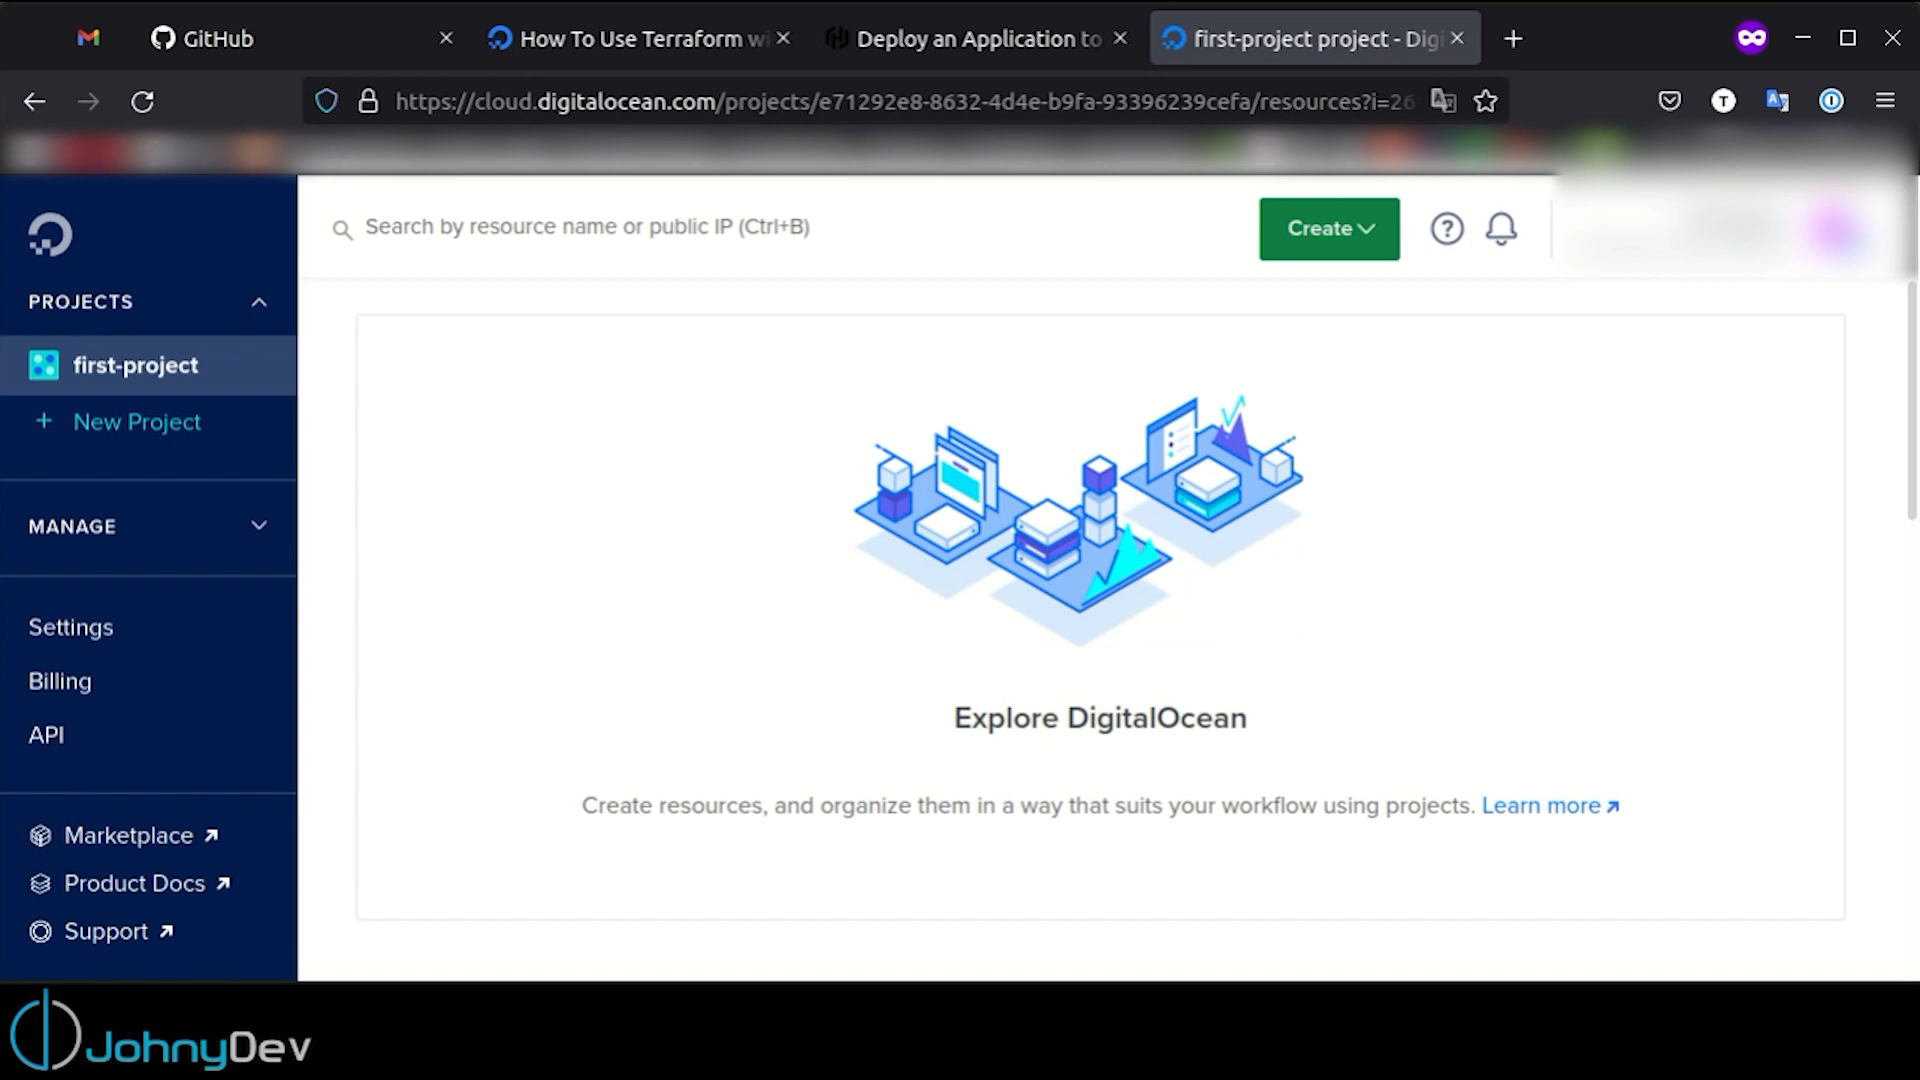 GitHub
How To Use Terraform wi
Deploy an Application to
first-project project - Digi
https://cloud.digitalocean.com/projects/e71292e8-8632-4d4e-b9fa-93396239cefa/resources?i=26
Search by resource name or public IP (Ctrl+B)
Create
PROJECTS
first-project
+ New Project
MANAGE
Settings
Billing
API
Marketplace
Product Docs
Support
Explore DigitalOcean
Create resources, and organize them in a way that suits your workflow using projects. Learn more
JohnyDev